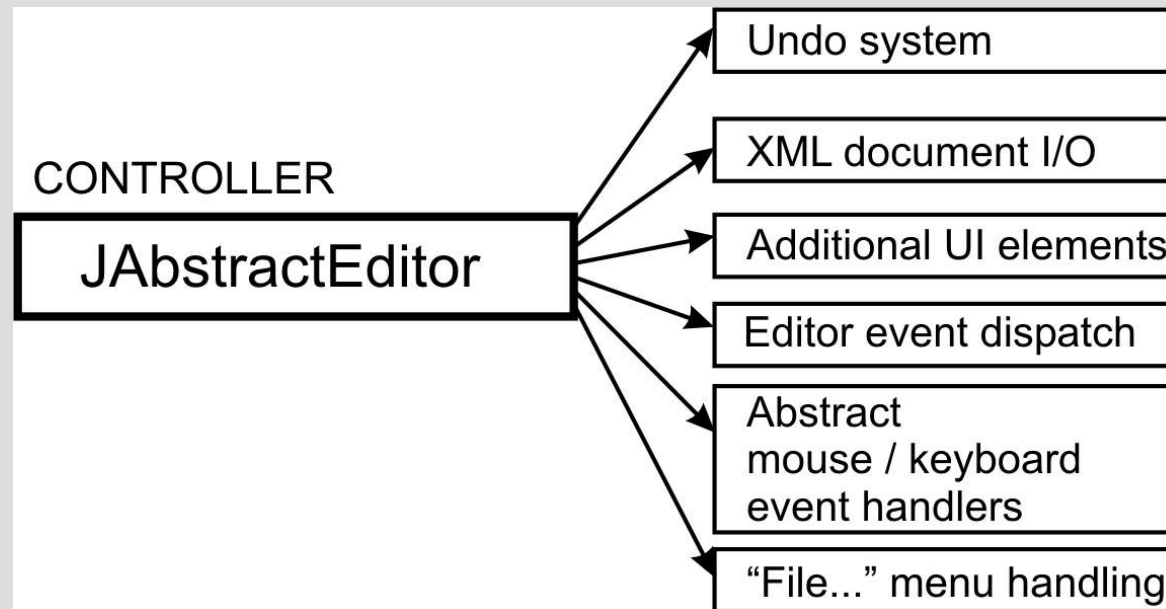 CONTROLLER
JAbstractEditor
Undo system
XML document I/O
Additional UI elements
Editor event dispatch
Abstract
mouse / keyboard
event handlers
“File...” menu handling